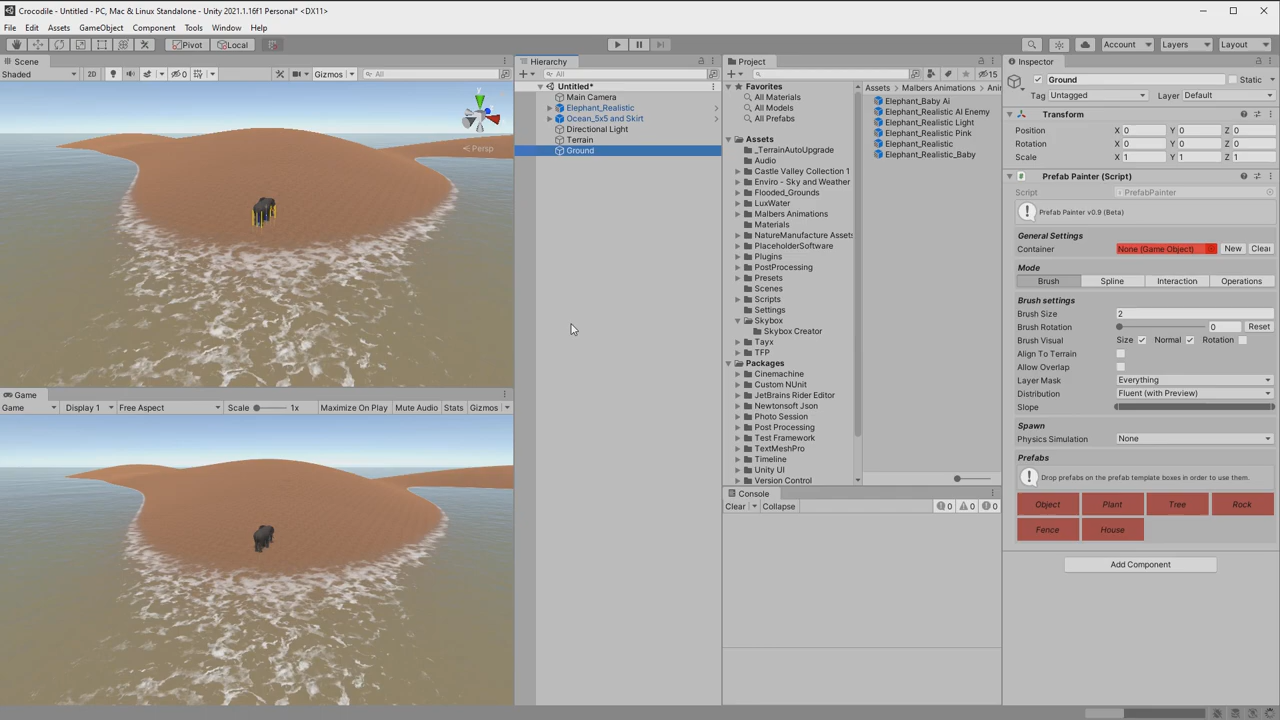 Crocodile - Untitled - PC, Mac & Linux Standalone - Unity 2021.1.16f1 Personal* <DX11>
File Edit Assets GameObject Component Tools Window Help
Pivot Local Account Layers Layout
Scene
Shaded 2D 0 Gizmos All
y
Persp
Game
Game Display 1 Free Aspect Scale 1x Maximize On Play Mute Audio Stats Gizmos
Hierarchy
All
Untitled*
Main Camera
Elephant_Realistic
Ocean_5x5 and Skirt
Directional Light
Terrain
Ground
Project
15
Favorites
All Materials
All Models
All Prefabs
Assets
_TerrainAutoUpgrade
Audio
Castle Valley Collection 1
Enviro - Sky and Weather
Flooded_Grounds
LuxWater
Malbers Animations
Materials
NatureManufacture Assets
PlaceholderSoftware
Plugins
PostProcessing
Presets
Scenes
Scripts
Settings
Skybox
Skybox Creator
Tayx
TFP
Packages
Cinemachine
Custom NUnit
JetBrains Rider Editor
Newtonsoft Json
Photo Session
Post Processing
Test Framework
TextMeshPro
Timeline
Unity UI
Version Control
Assets Malbers Animations Ani
Elephant_Baby Ai
Elephant_Realistic AI Enemy
Elephant_Realistic Light
Elephant_Realistic Pink
Elephant_Realistic
Elephant_Realistic_Baby
Console
Clear Collapse 0 0 0
Inspector
Ground Static
Tag Untagged Layer Default
Transform
Position X 0 Y 0 Z 0
Rotation X 0 Y 0 Z 0
Scale X 1 Y 1 Z 1
Prefab Painter (Script)
Script PrefabPainter
Prefab Painter v0.9 (Beta)
General Settings
Container None (Game Object) New Clear
Mode
Brush Spline Interaction Operations
Brush settings
Brush Size 2
Brush Rotation 0 Reset
Brush Visual Size Normal Rotation
Align To Terrain
Allow Overlap
Layer Mask Everything
Distribution Fluent (with Preview)
Slope
Spawn
Physics Simulation None
Prefabs
Drop prefabs on the prefab template boxes in order to use them.
Object Plant Tree Rock
Fence House
Add Component